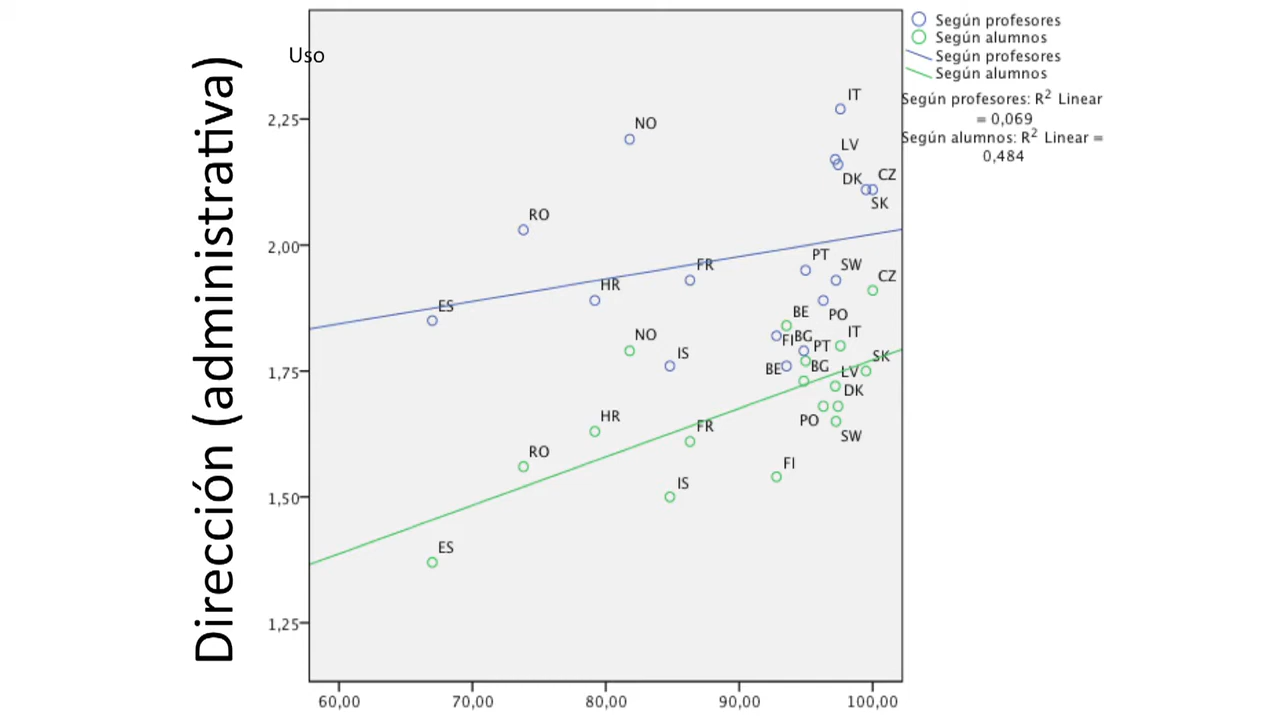 Dirección (administrativa)
Uso
2,25
2,00
1,75
1,50
1,25
60,00 70,00 80,00 90,00 100,00
IT
NO
LV
DK
CZ
SK
RO
PT
SW
FR
CZ
HR
ES
BE
PO
IT
NO
FI
BG
PT
IS
SK
BE
BG
LV
DK
HR
PO
FR
SW
RO
FI
IS
ES
Según profesores
Según alumnos
Según profesores
Según alumnos
Según profesores: R² Linear
= 0,069
Según alumnos: R² Linear =
0,484